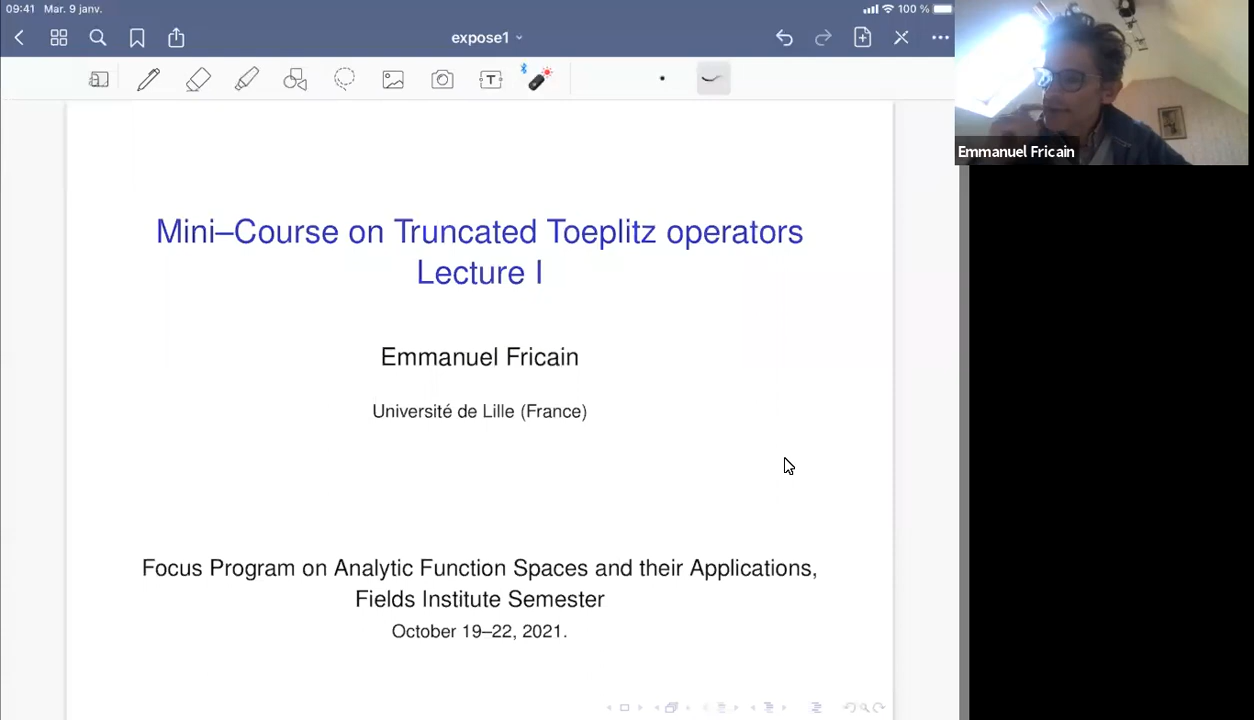 09:41 Mar. 9 janv.
100 %
expose1
T
Emmanuel Fricain
Mini–Course on Truncated Toeplitz operators
Lecture I
Emmanuel Fricain
Université de Lille (France)
Focus Program on Analytic Function Spaces and their Applications,
Fields Institute Semester
October 19–22, 2021.